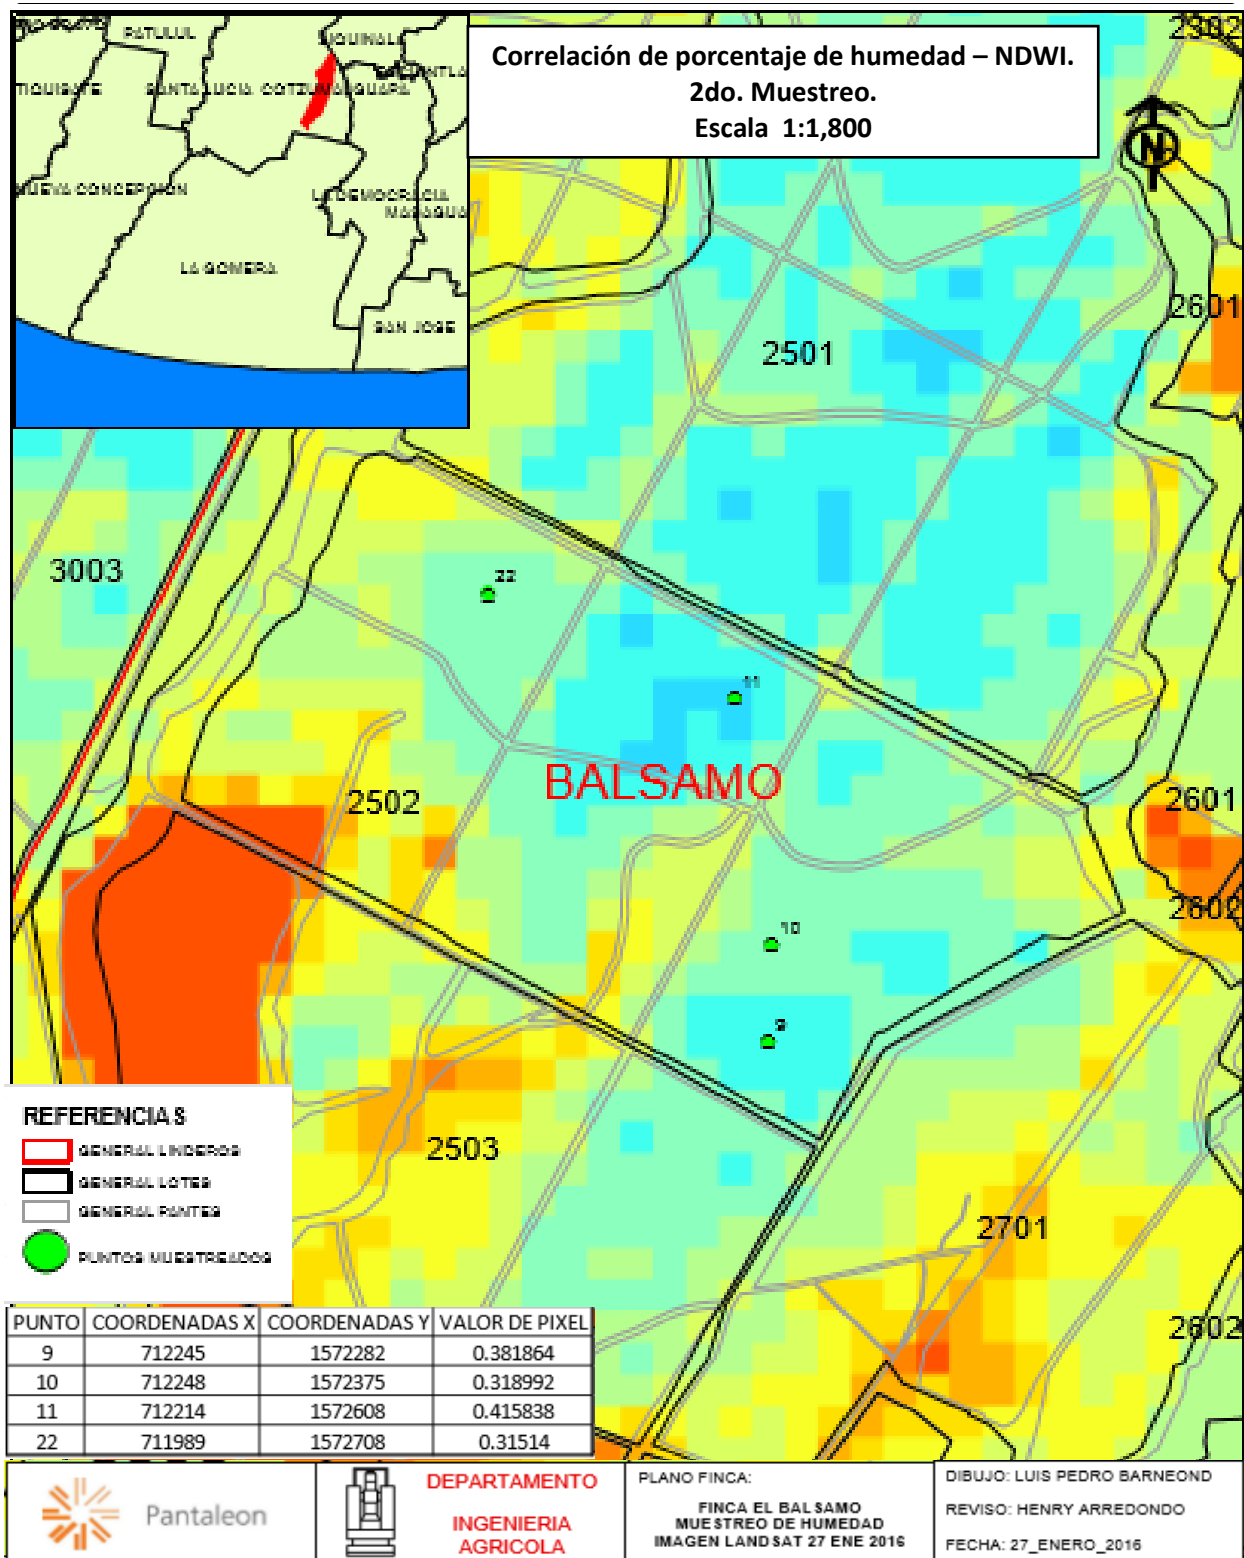 Correlación de porcentaje de humedad – NDWI.
2do. Muestreo.
Escala 1:1,800
PATULUL
SIQUINALA
TIQUISATE
SANTA LUCIA COTZUMALGUAPA
NUEVA CONCEPCION
LA DEMOCRACIA
MASAGUA
LA GOMERA
SAN JOSE
N
2302
2601
2501
3003
22
11
BALSAMO
2502
2601
2602
10
9
2503
2701
2602
REFERENCIAS
GENERAL LINDEROS
GENERAL LOTES
GENERAL PANTES
PUNTOS MUESTREADOS
PUNTO COORDENADAS X COORDENADAS Y VALOR DE PIXEL
9 712245 1572282 0.381864
10 712248 1572375 0.318992
11 712214 1572608 0.415838
22 711989 1572708 0.31514
Pantaleon
DEPARTAMENTO
INGENIERIA
AGRICOLA
PLANO FINCA:
FINCA EL BALSAMO
MUESTREO DE HUMEDAD
IMAGEN LANDSAT 27 ENE 2016
DIBUJO: LUIS PEDRO BARNEOND
REVISO: HENRY ARREDONDO
FECHA: 27_ENERO_2016